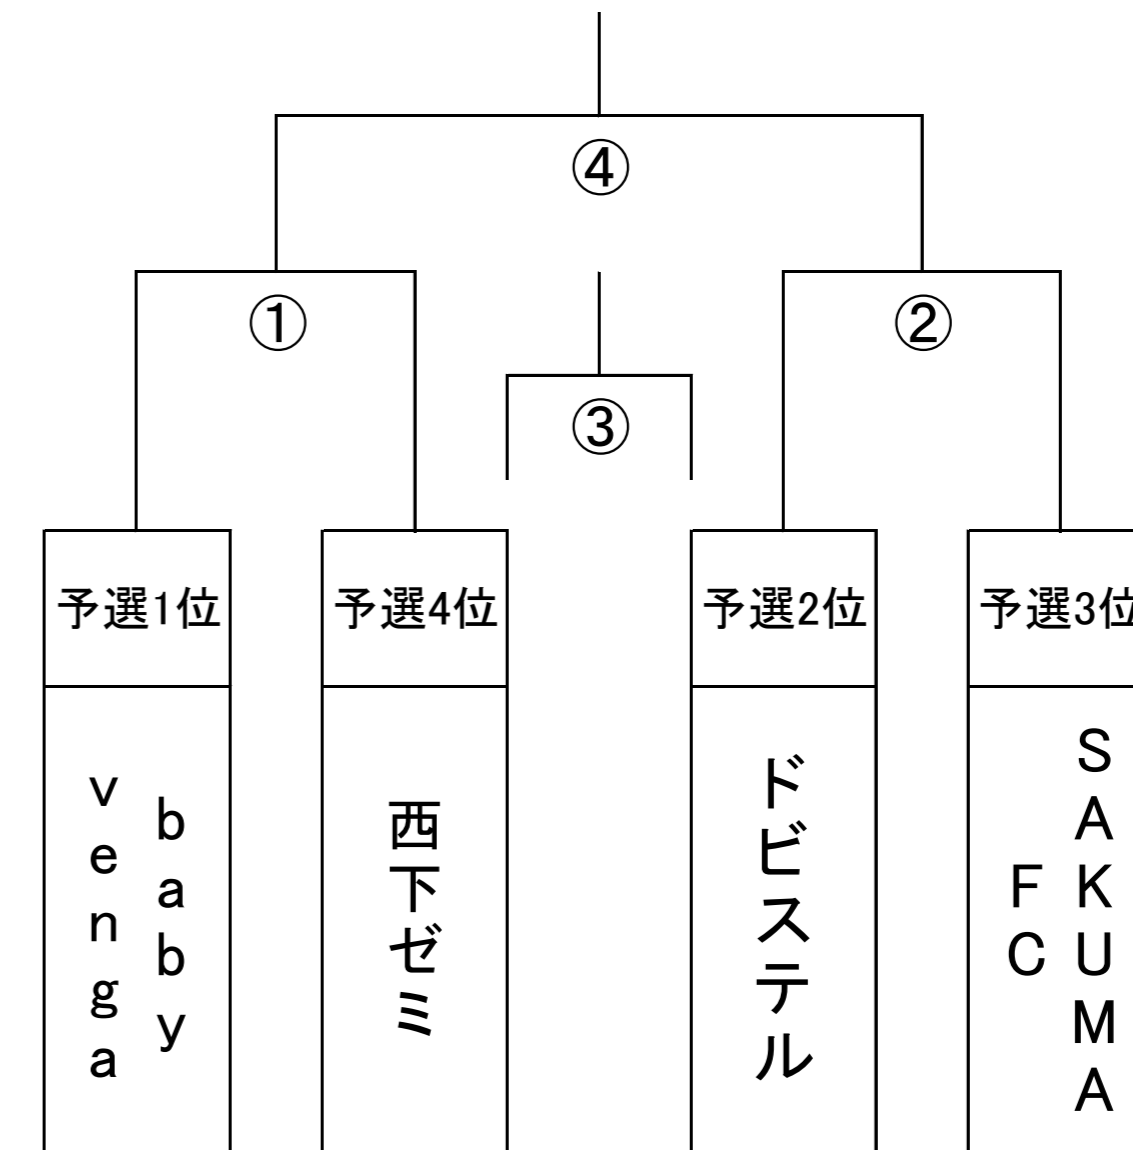 ④
①
②
③
予選1位
予選4位
予選2位
予選3位
venga
baby
西下ゼミ
ドビステル
SAKUMA
FC